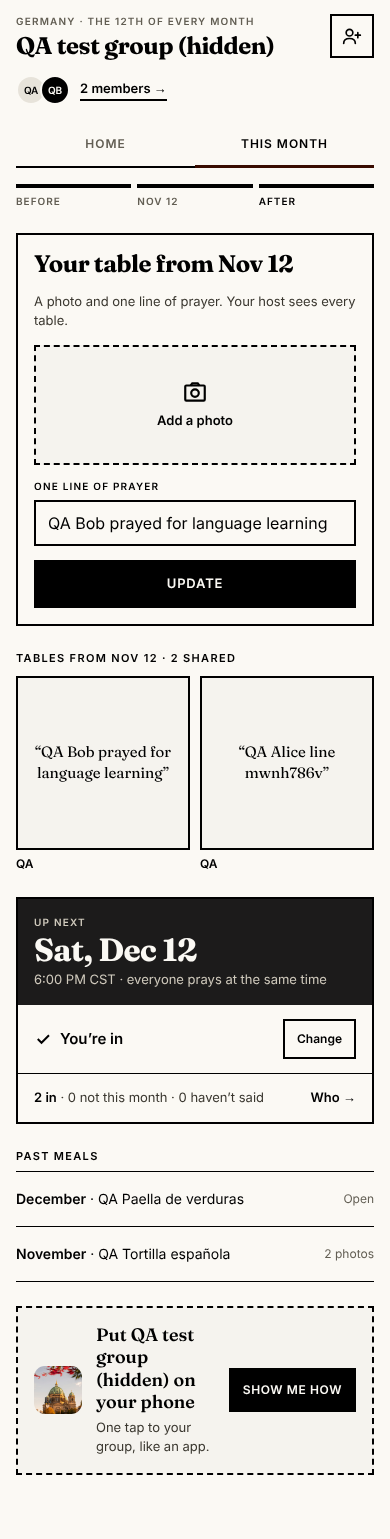 GERMANY · THE 12TH OF EVERY MONTH
QA test group (hidden)
QA QB 2 members →
HOME THIS MONTH
BEFORE NOV 12 AFTER
Your table from Nov 12
A photo and one line of prayer. Your host sees every
table.
Add a photo
ONE LINE OF PRAYER
QA Bob prayed for language learning
UPDATE
TABLES FROM NOV 12 · 2 SHARED
“QA Bob prayed for
language learning”
QA
“QA Alice line
mwnh786v”
QA
UP NEXT
Sat, Dec 12
6:00 PM CST · everyone prays at the same time
You’re in Change
2 in · 0 not this month · 0 haven’t said Who →
PAST MEALS
December · QA Paella de verduras Open
November · QA Tortilla española 2 photos
Put QA test
group
(hidden) on
your phone
One tap to your
group, like an app.
SHOW ME HOW